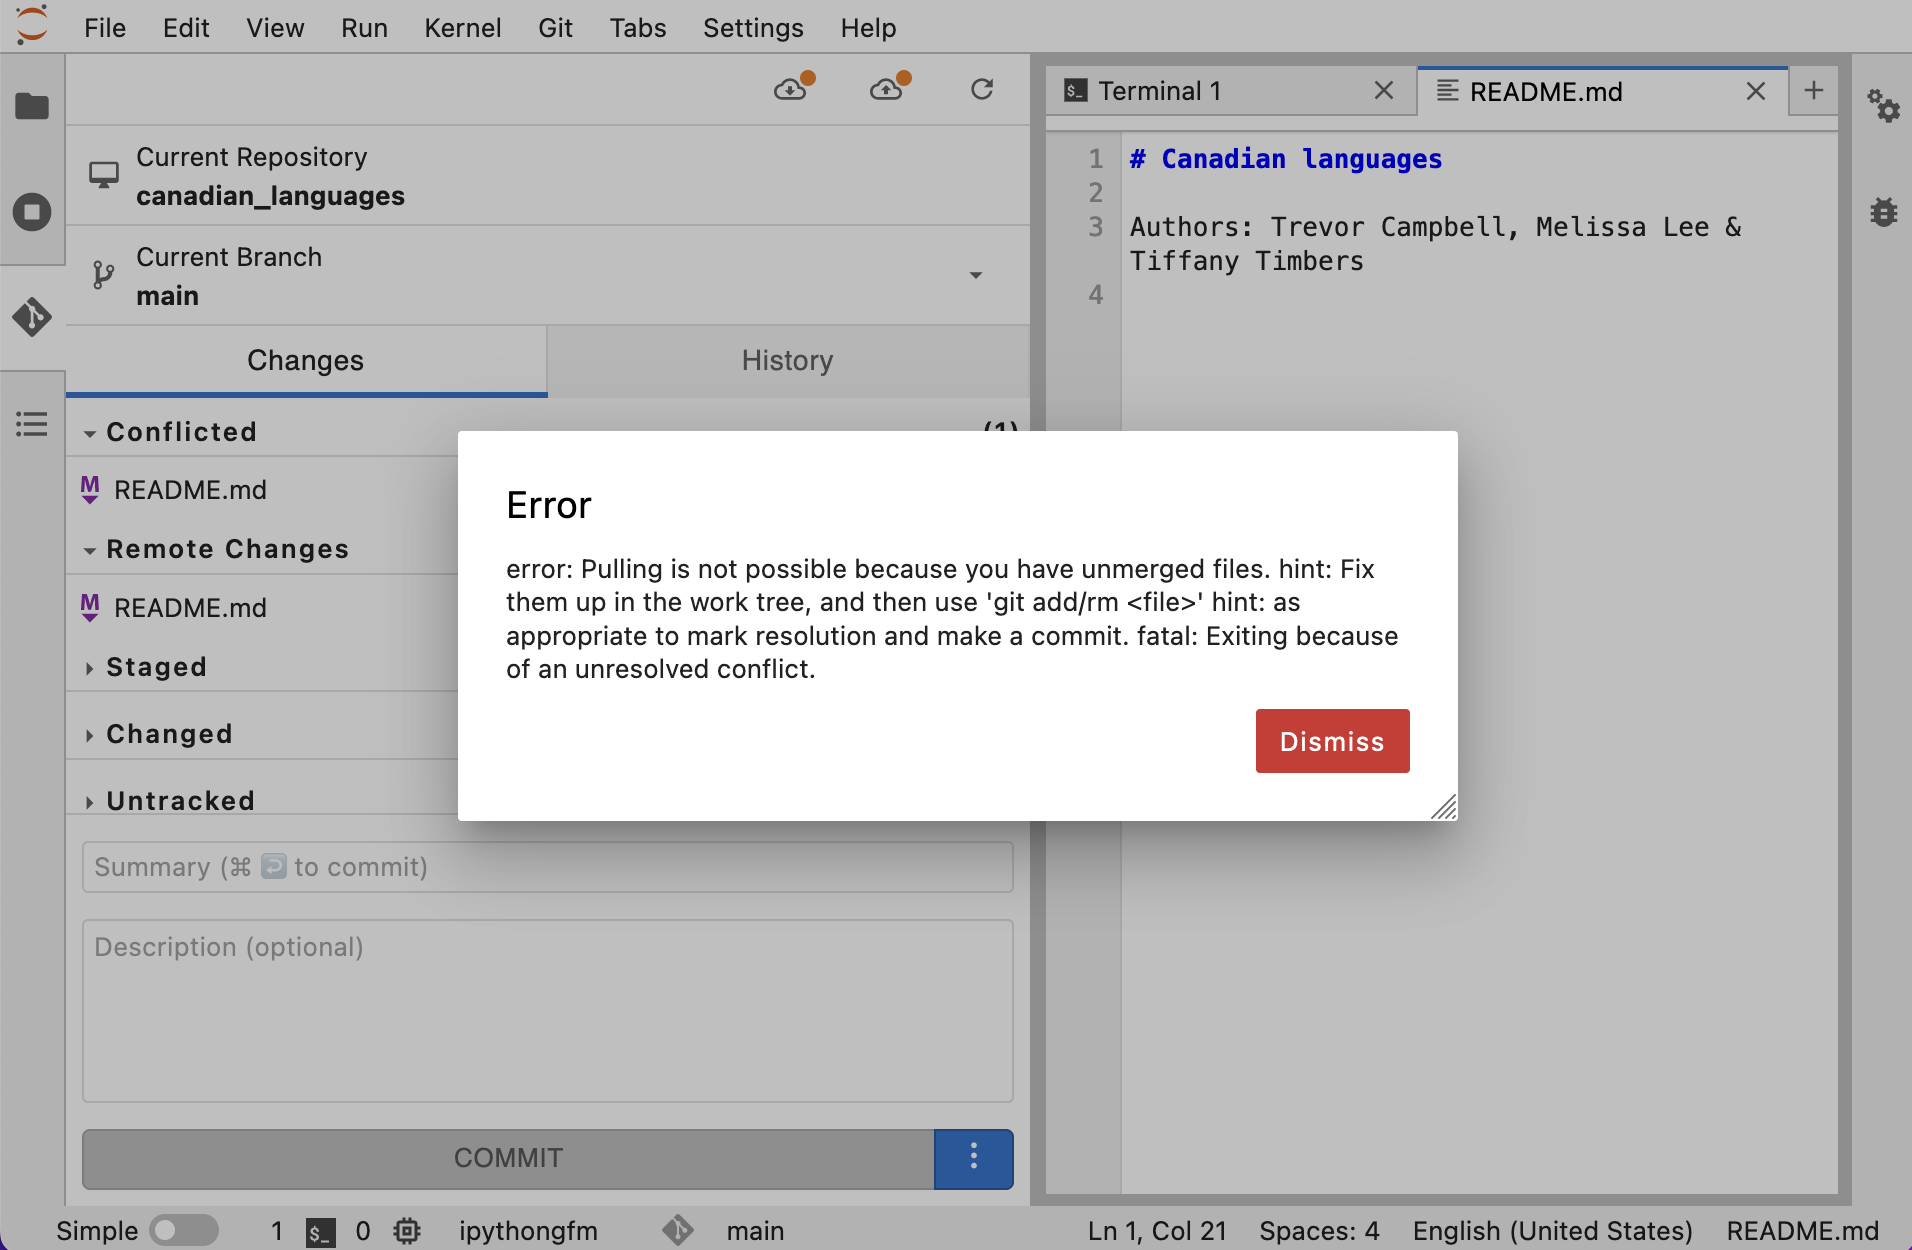 File Edit View Run Kernel Git Tabs Settings Help
Current Repository
canadian_languages
Current Branch
main
Changes History
Conflicted (1)
README.md
Remote Changes
README.md
Staged
Changed
Untracked
Summary (⌘ ↩ to commit)
Description (optional)
COMMIT
Terminal 1 README.md
1 # Canadian languages
2
3 Authors: Trevor Campbell, Melissa Lee &
Tiffany Timbers
4
Error
error: Pulling is not possible because you have unmerged files. hint: Fix
them up in the work tree, and then use 'git add/rm <file>' hint: as
appropriate to mark resolution and make a commit. fatal: Exiting because
of an unresolved conflict.
Dismiss
Simple 1 $_ 0 ipythongfm main Ln 1, Col 21 Spaces: 4 English (United States) README.md